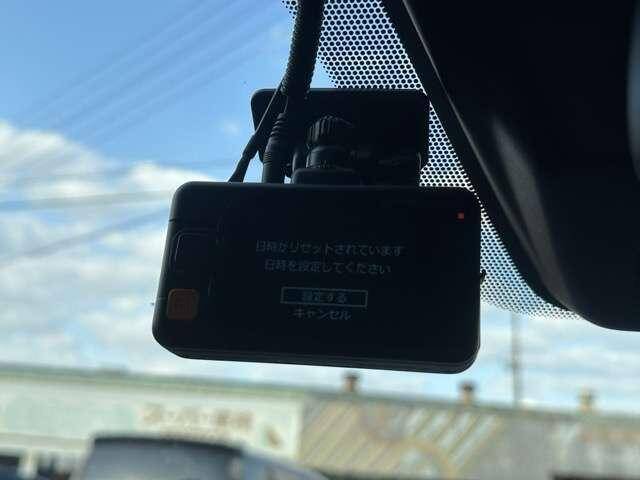 日時がリセットされています
日時を設定してください
設定する
キャンセル